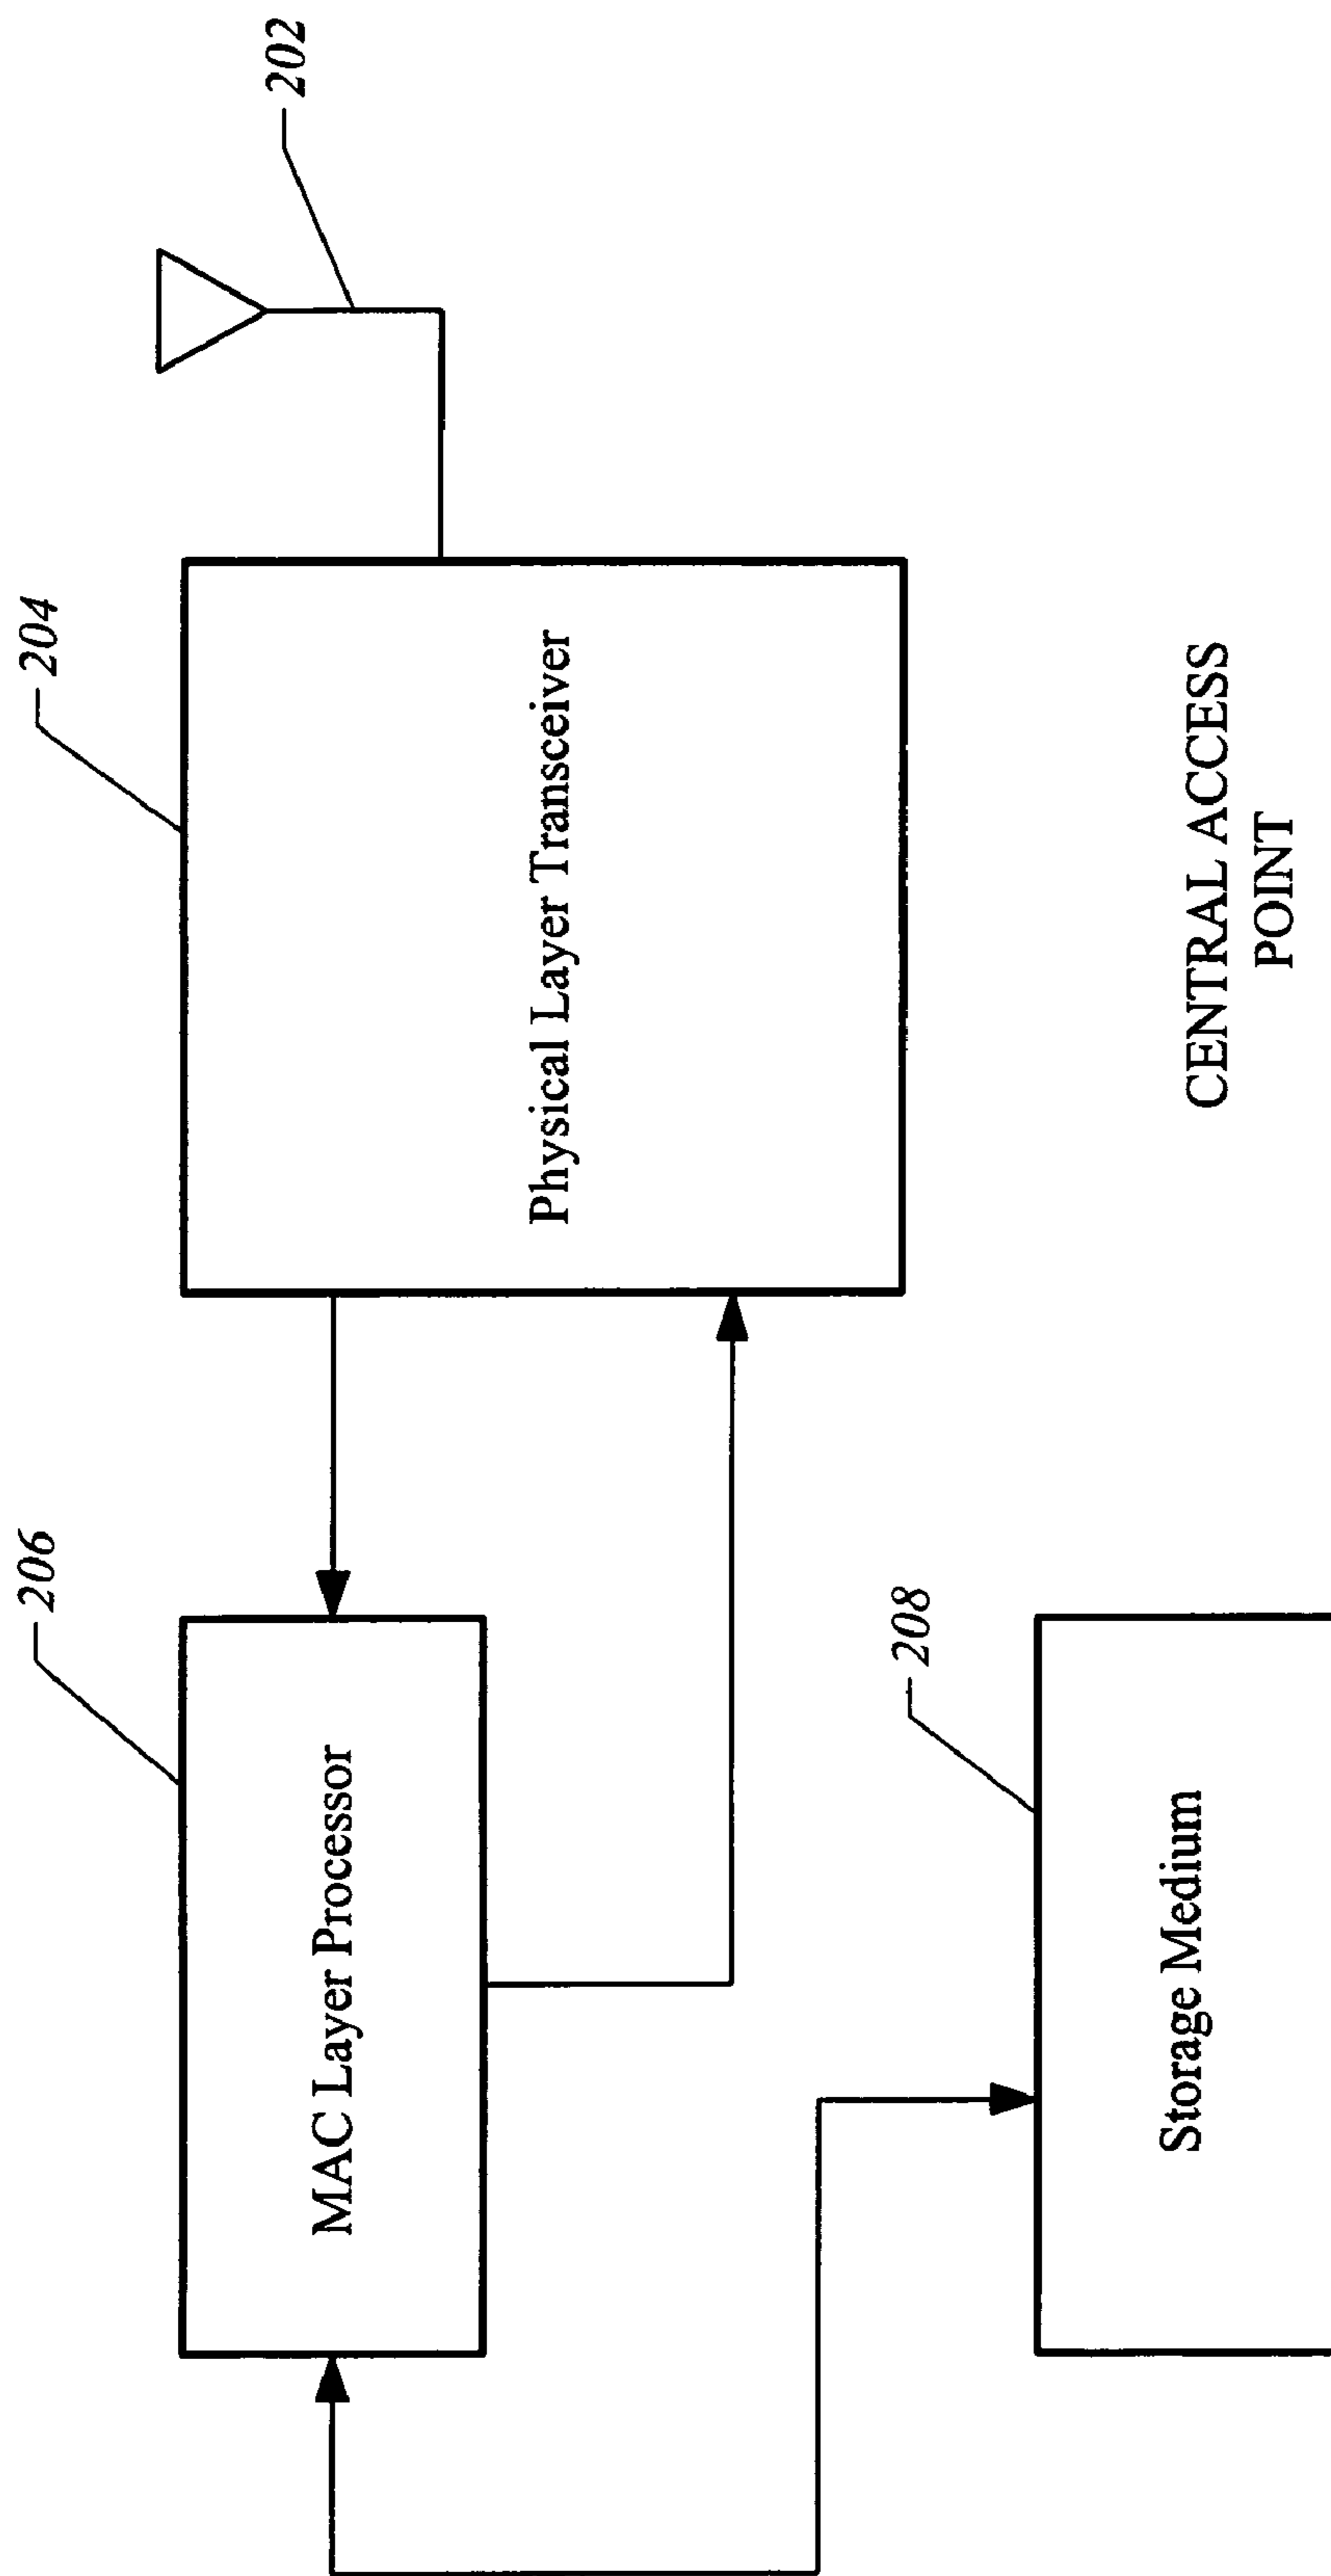 202
204
206
MAC Layer Processor
Physical Layer Transceiver
208
Storage Medium
CENTRAL ACCESS
POINT